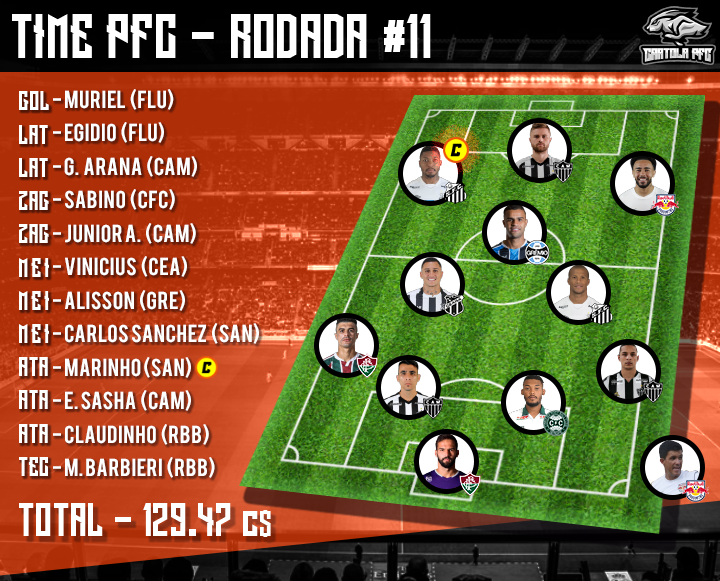 TIME PFC - RODADA #11
CARTOLA PFC
GOL - MURIEL (FLU)
LAT - EGIDIO (FLU)
LAT - G. ARANA (CAM)
ZAG - SABINO (CFC)
ZAG - JUNIOR A. (CAM)
MEI - VINICIUS (CEA)
MEI - ALISSON (GRE)
MEI - CARLOS SANCHEZ (SAN)
ATA - MARINHO (SAN) C
ATA - E. SASHA (CAM)
ATA - CLAUDINHO (RBB)
TEC - M. BARBIERI (RBB)
TOTAL - 129.47 C$
C
GRÊMIO